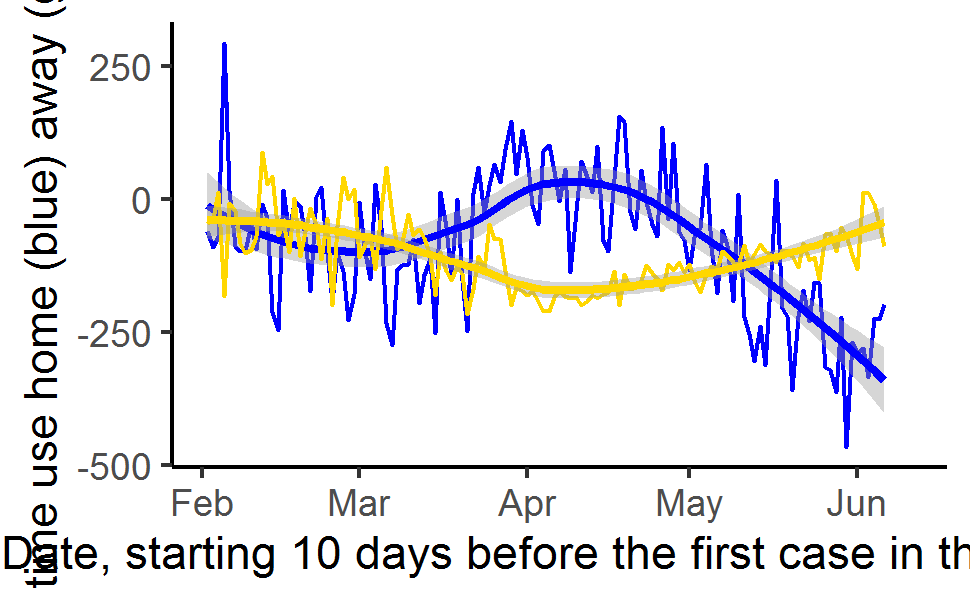 time use home (blue) away (
250
0
-250
-500
Feb Mar Apr May Jun
Date, starting 10 days before the first case in th